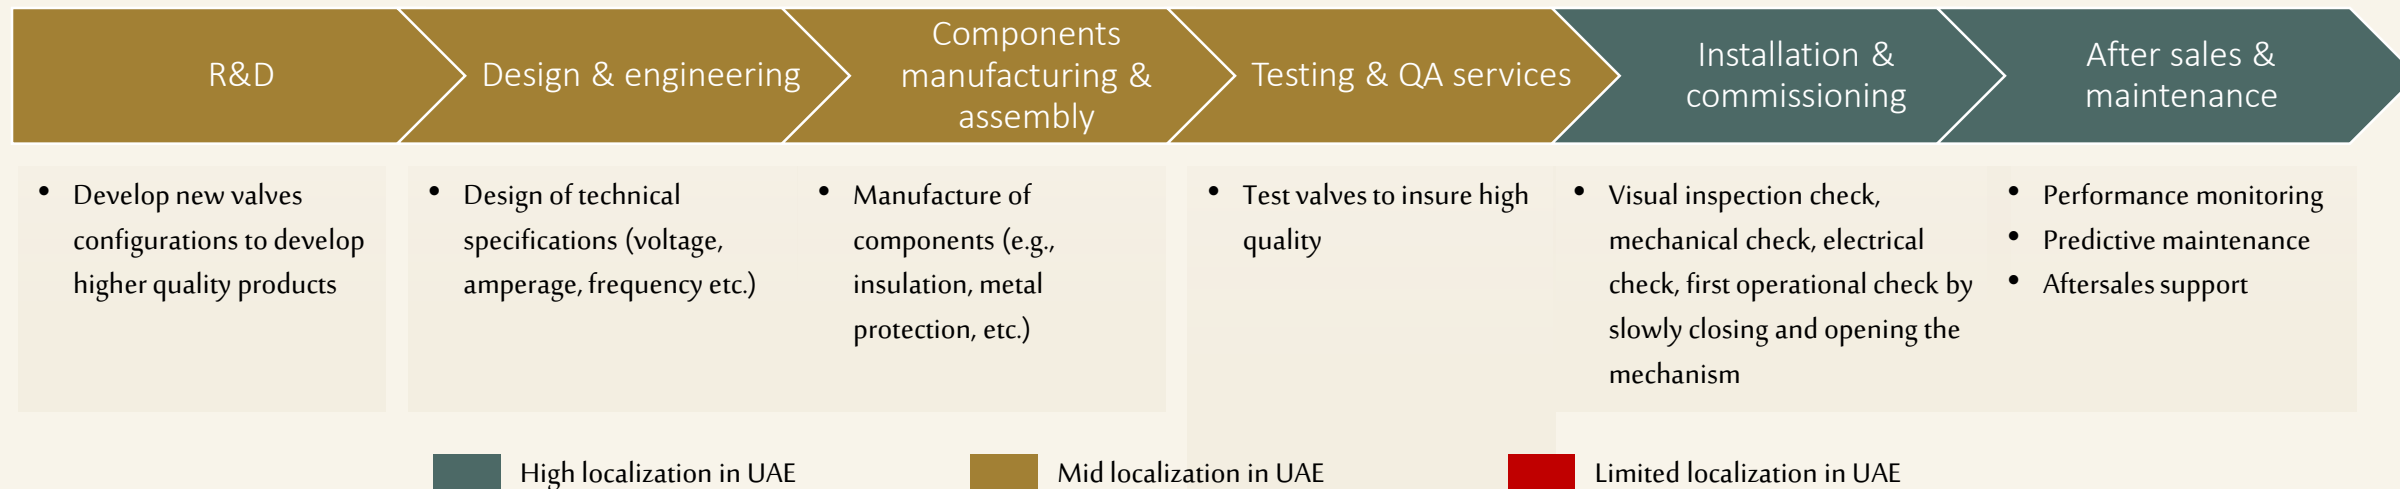 R&D
Design & engineering
Components
manufacturing &
assembly
Testing & QA services
Installation &
commissioning
After sales &
maintenance
• Develop new valves
configurations to develop
higher quality products
• Design of technical
specifications (voltage,
amperage, frequency etc.)
• Manufacture of
components (e.g.,
insulation, metal
protection, etc.)
• Test valves to insure high
quality
• Visual inspection check,
mechanical check, electrical
check, first operational check by
slowly closing and opening the
mechanism
• Performance monitoring
• Predictive maintenance
• Aftersales support
High localization in UAE
Mid localization in UAE
Limited localization in UAE